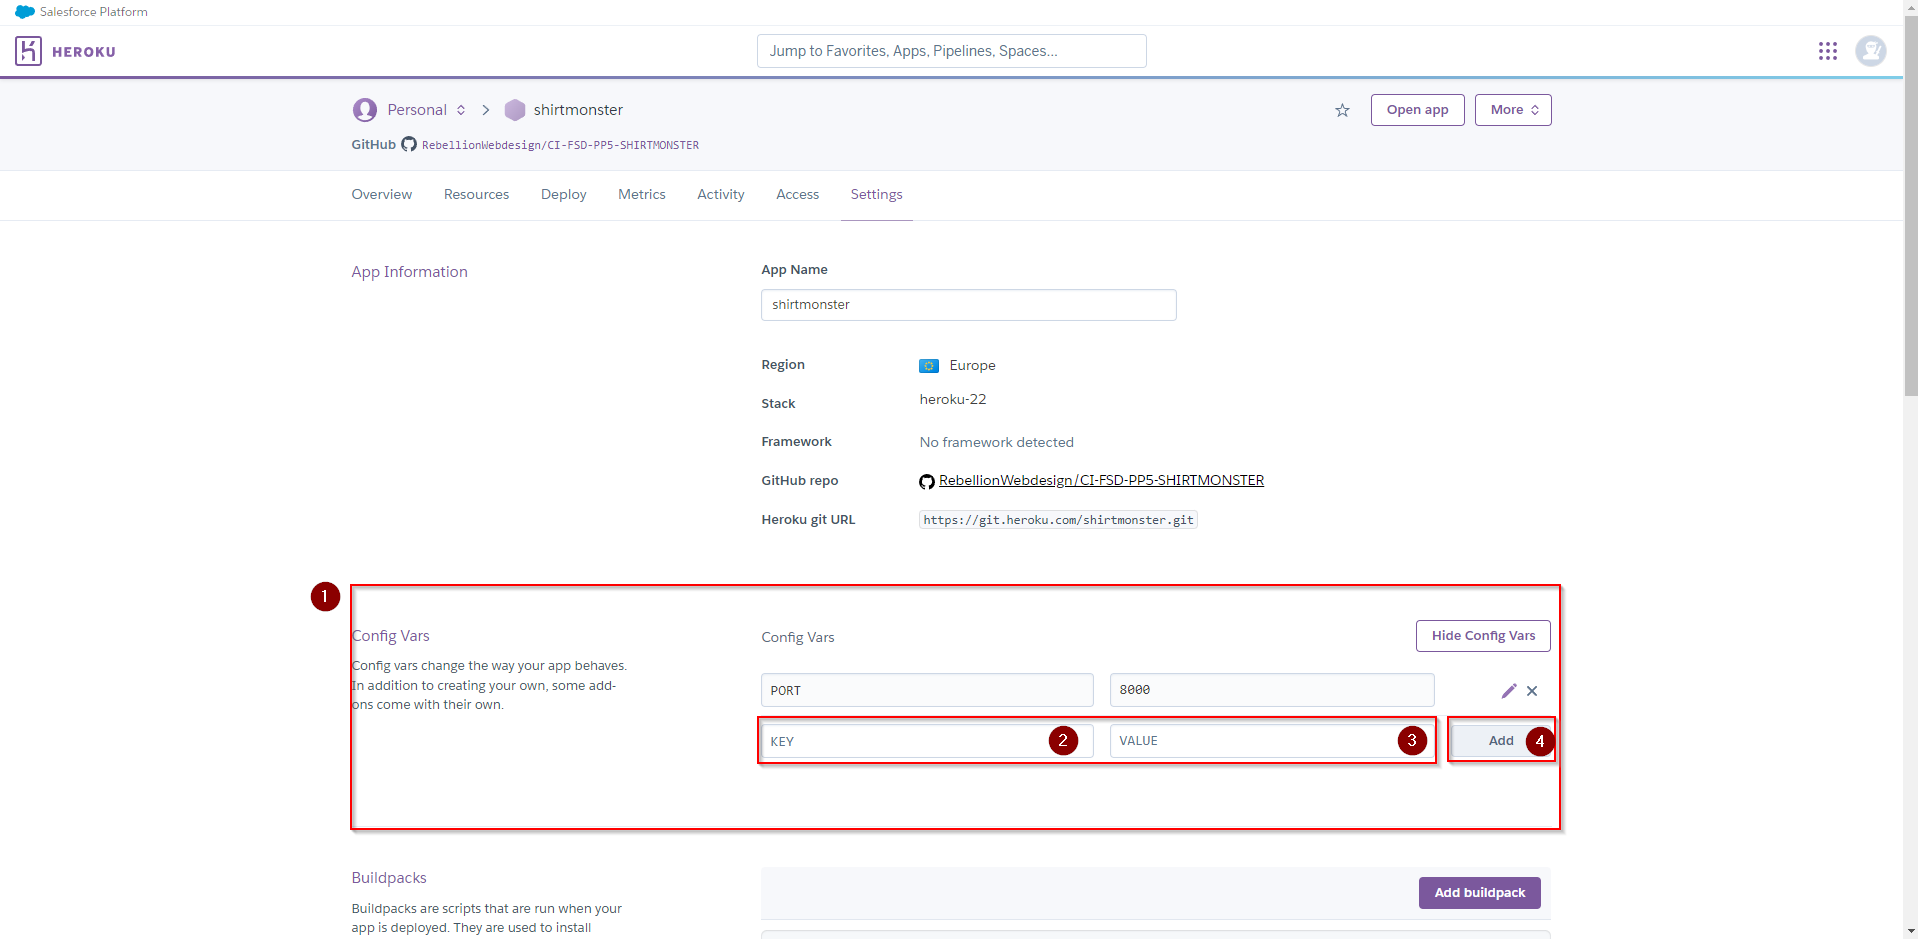 Salesforce Platform
HEROKU
Jump to Favorites, Apps, Pipelines, Spaces...
Personal
shirtmonster
Open app
More
GitHub RebellionWebdesign/CI-FSD-PP5-SHIRTMONSTER
Overview Resources Deploy Metrics Activity Access Settings
App Information
App Name
shirtmonster
Region Europe
Stack heroku-22
Framework No framework detected
GitHub repo RebellionWebdesign/CI-FSD-PP5-SHIRTMONSTER
Heroku git URL https://git.heroku.com/shirtmonster.git
1
Config Vars
Config vars change the way your app behaves.
In addition to creating your own, some add-
ons come with their own.
Config Vars
Hide Config Vars
PORT 8000
KEY 2 VALUE 3 Add 4
Buildpacks
Buildpacks are scripts that are run when your
app is deployed. They are used to install
Add buildpack